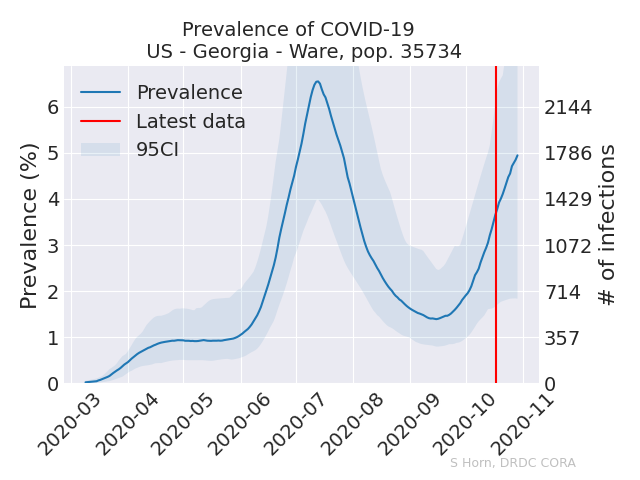 Prevalence of COVID-19
US - Georgia - Ware, pop. 35734
Prevalence
Latest data
95CI
Prevalence (%)
6
5
4
3
2
1
0
2144
1786
1429
1072
714
357
0
# of infections
2020-03
2020-04
2020-05
2020-06
2020-07
2020-08
2020-09
2020-10
2020-11
S Horn, DRDC CORA